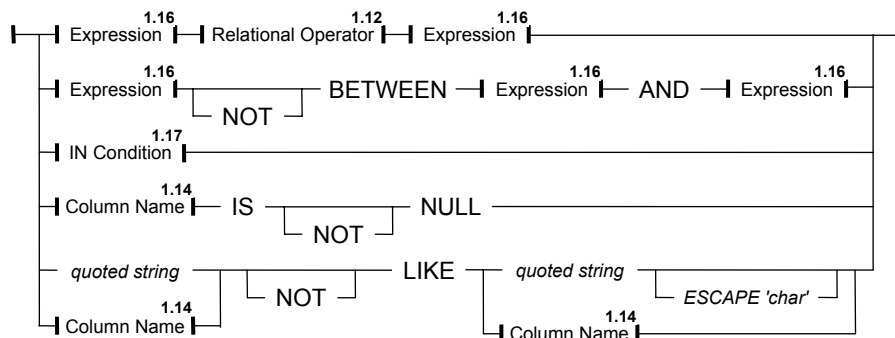 1.16 1.12 1.16
Expression Relational Operator Expression
1.16 1.16 1.16
Expression BETWEEN Expression AND Expression
NOT
1.17
IN Condition
1.14
Column Name IS NULL
NOT
quoted string LIKE quoted string
NOT ESCAPE 'char'
1.14 1.14
Column Name Column Name